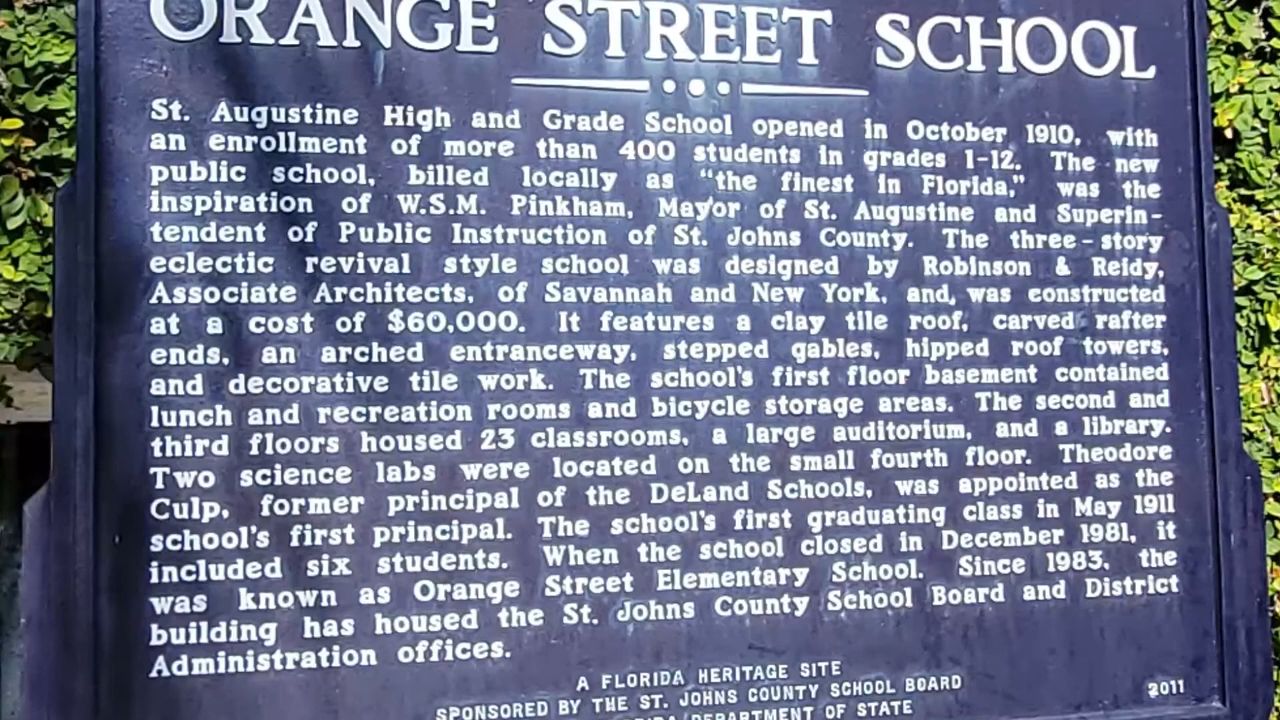 ORANGE STREET SCHOOL
St. Augustine High and Grade School opened in October 1910, with
an enrollment of more than 400 students in grades 1-12. The new
public school, billed locally as "the finest in Florida," was the
inspiration of W.S.M. Pinkham, Mayor of St. Augustine and Superin-
tendent of Public Instruction of St. Johns County. The three-story
eclectic revival style school was designed by Robinson & Reidy,
Associate Architects, of Savannah and New York, and, was constructed
at a cost of $60,000. It features a clay tile roof, carved rafter
ends, an arched entranceway, stepped gables, hipped roof towers,
and decorative tile work. The school's first floor basement contained
lunch and recreation rooms and bicycle storage areas. The second and
third floors housed 23 classrooms, a large auditorium, and a library.
Two science labs were located on the small fourth floor. Theodore
Culp, former principal of the DeLand Schools, was appointed as the
school's first principal. The school's first graduating class in May 1911
included six students. When the school closed in December 1981, it
was known as Orange Street Elementary School. Since 1983, the
building has housed the St. Johns County School Board and District
Administration offices.
A FLORIDA HERITAGE SITE
SPONSORED BY THE ST. JOHNS COUNTY SCHOOL BOARD
2011
DEPARTMENT OF STATE